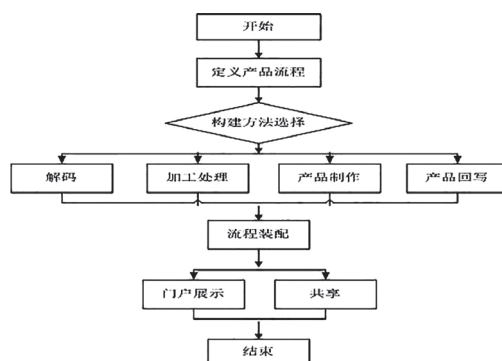 开始
定义产品流程
构建方法选择
解码
加工处理
产品制作
产品回写
流程装配
门户展示
共享
结束